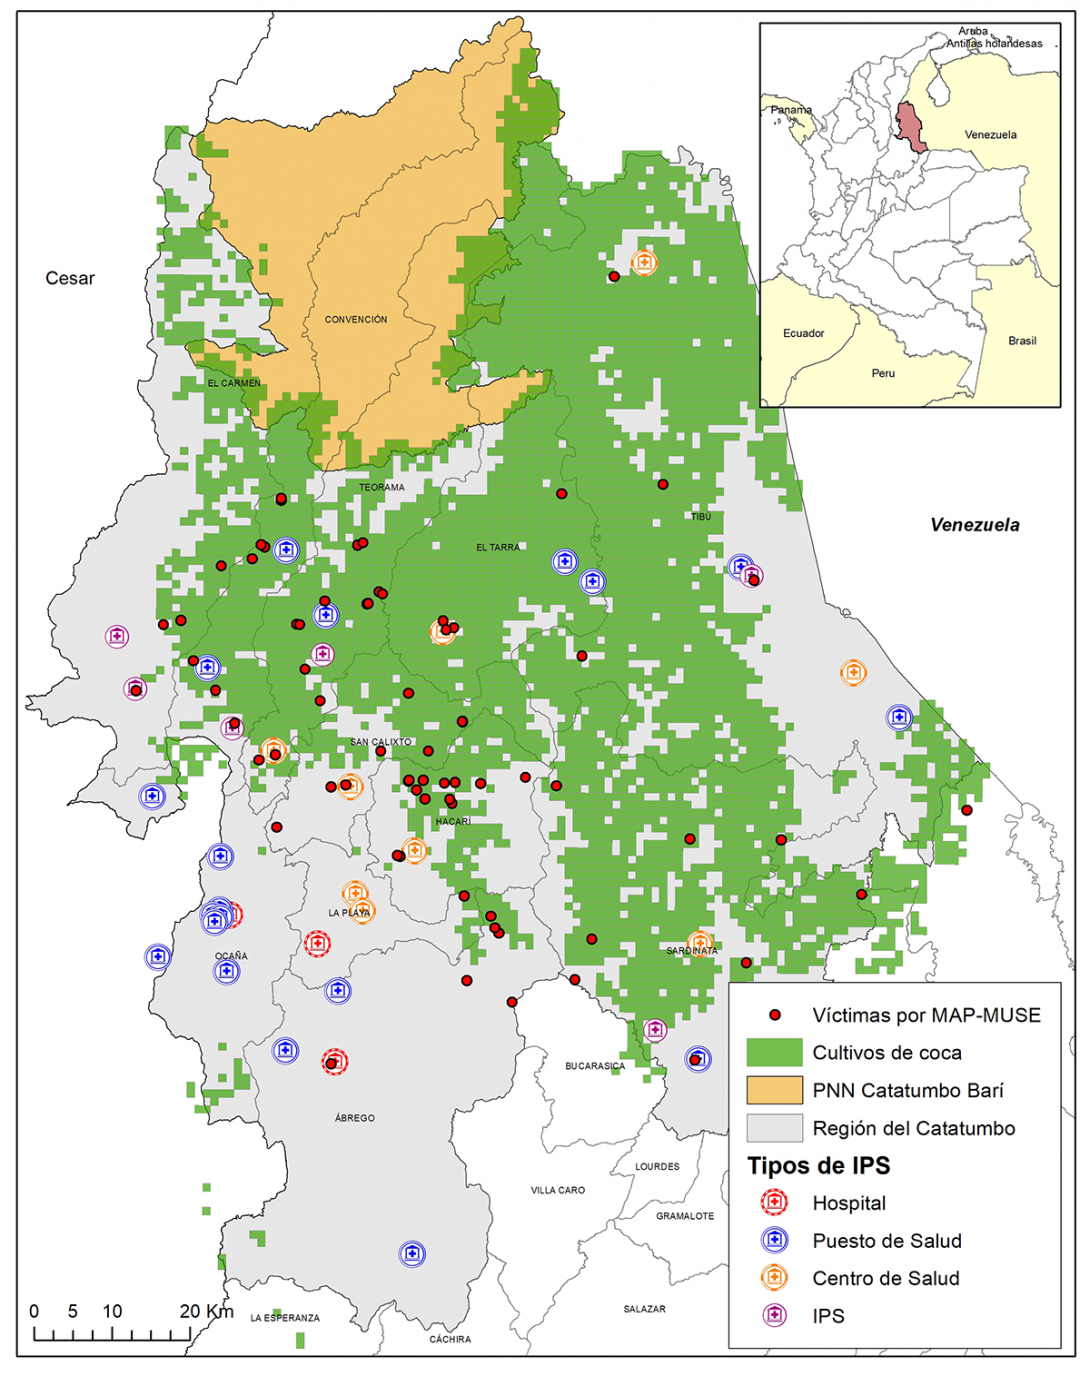 Aruba
Antillas holandesas
Panama
Venezuela
Ecuador
Brasil
Peru
Cesar
CONVENCIÓN
EL CARMEN
TEORAMA
TIBÚ
Venezuela
EL TARRA
SAN CALIXTO
HACARÍ
LA PLAYA
OCAÑA
SARDINATA
BUCARASICA
ÁBREGO
LOURDES
VILLA CARO
GRAMALOTE
SALAZAR
LA ESPERANZA
CÁCHIRA
0 5 10 20 Km
Víctimas por MAP-MUSE
Cultivos de coca
PNN Catatumbo Barí
Región del Catatumbo
Tipos de IPS
Hospital
Puesto de Salud
Centro de Salud
IPS